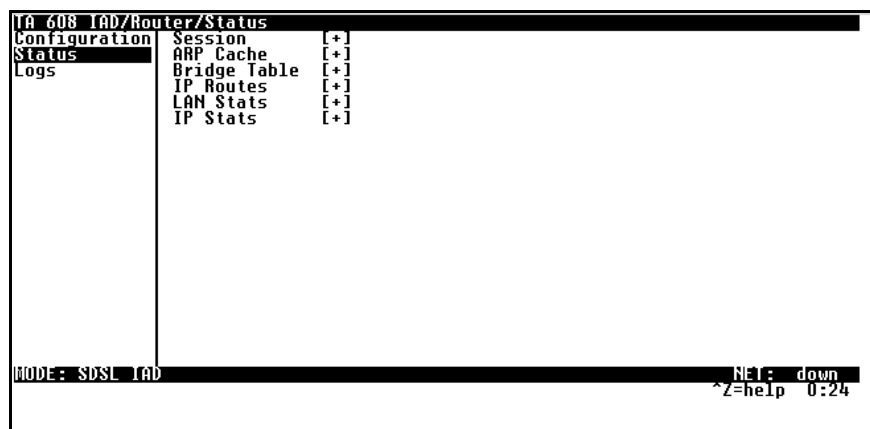 TA 608 IAD/Router/Status
Configuration Session [+]
Status ARP Cache [+]
Logs Bridge Table [+]
IP Routes [+]
LAN Stats [+]
IP Stats [+]
MODE: SDSL IAD NET: down
^Z=help 0:24